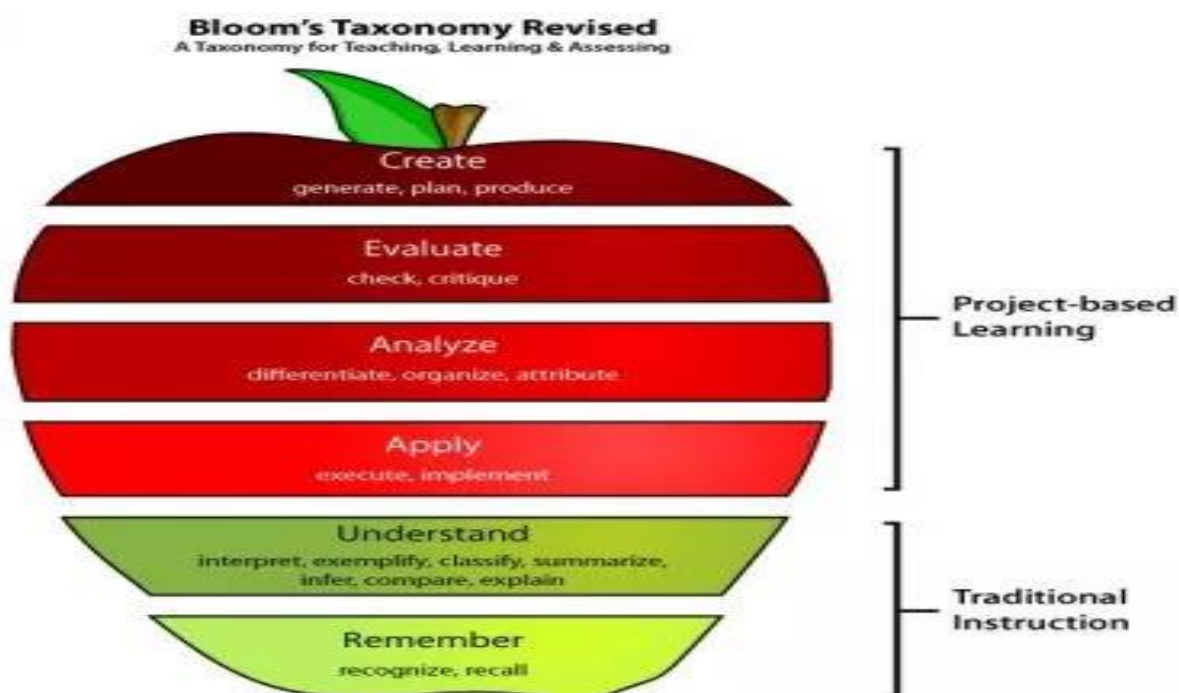 Bloom's Taxonomy Revised
A Taxonomy for Teaching, Learning & Assessing
Create
generate, plan, produce
Evaluate
check, critique
Analyze
differentiate, organize, attribute
Apply
execute, implement
Project-based
Learning
Understand
interpret, exemplify, classify, summarize,
infer, compare, explain
Remember
recognize, recall
Traditional
Instruction